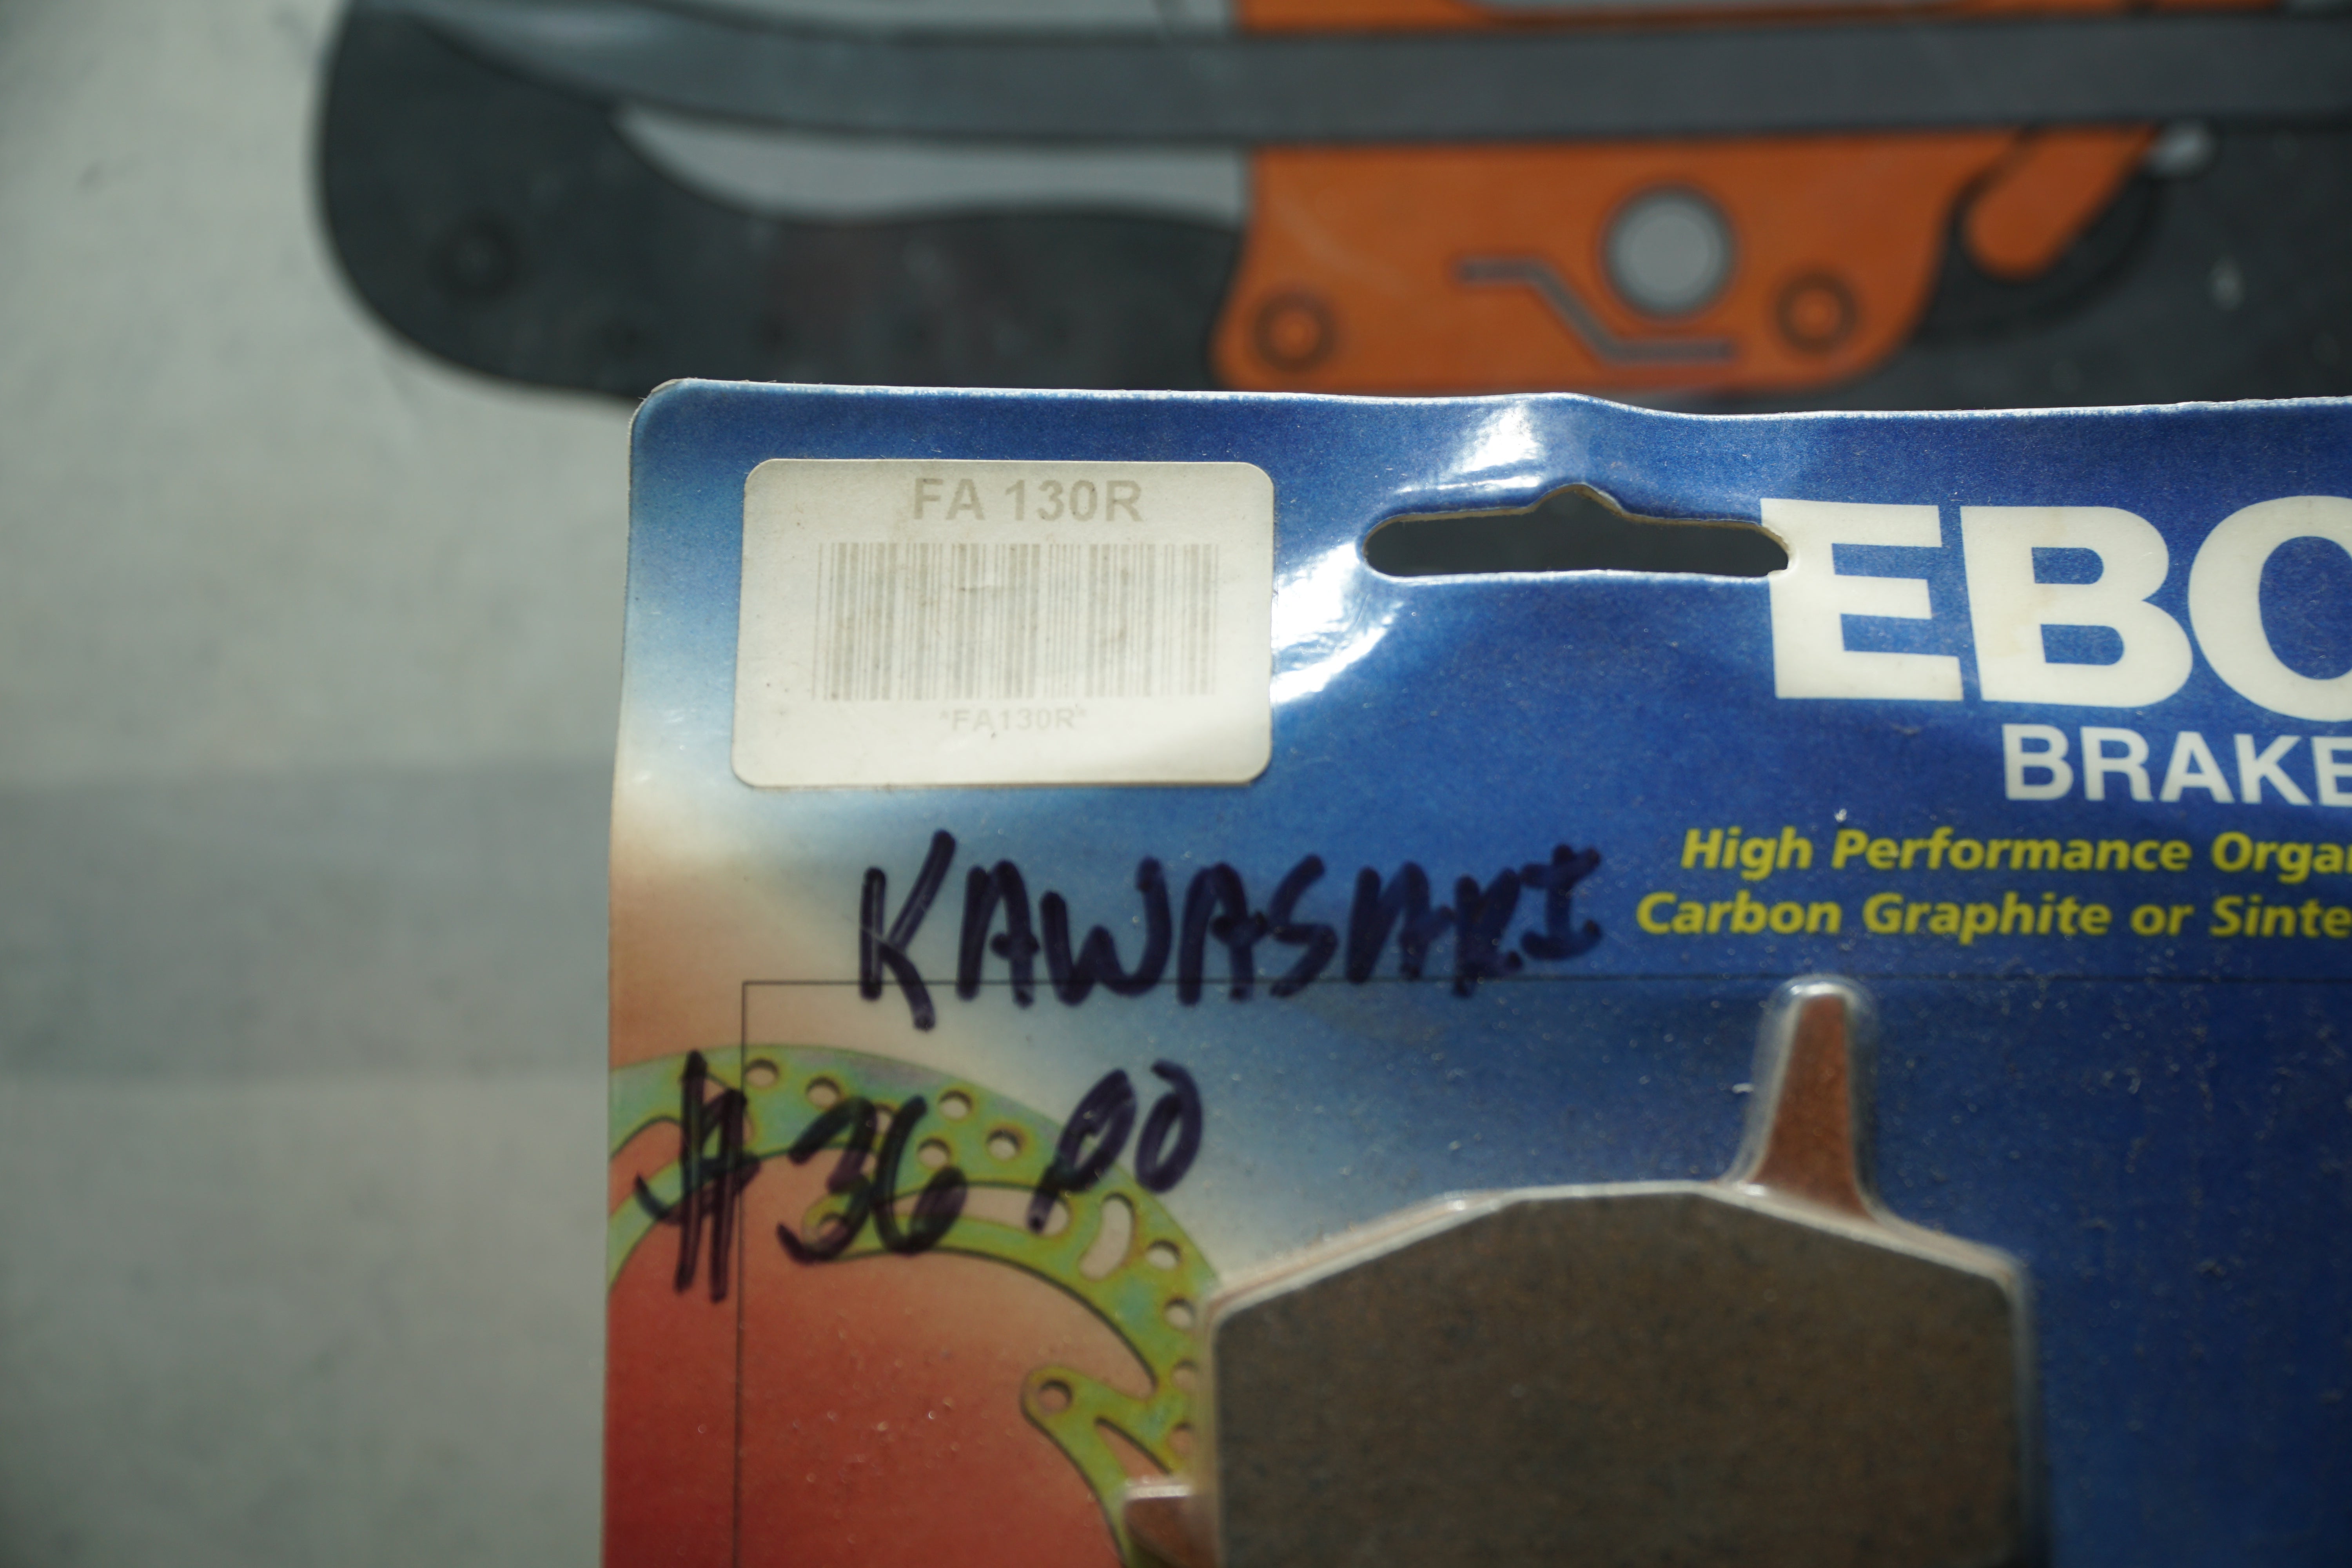 FA 130R
*FA130R*
EBC
BRAKE
High Performance Orga
Carbon Graphite or Sinte
KAWASAKI
$36.00